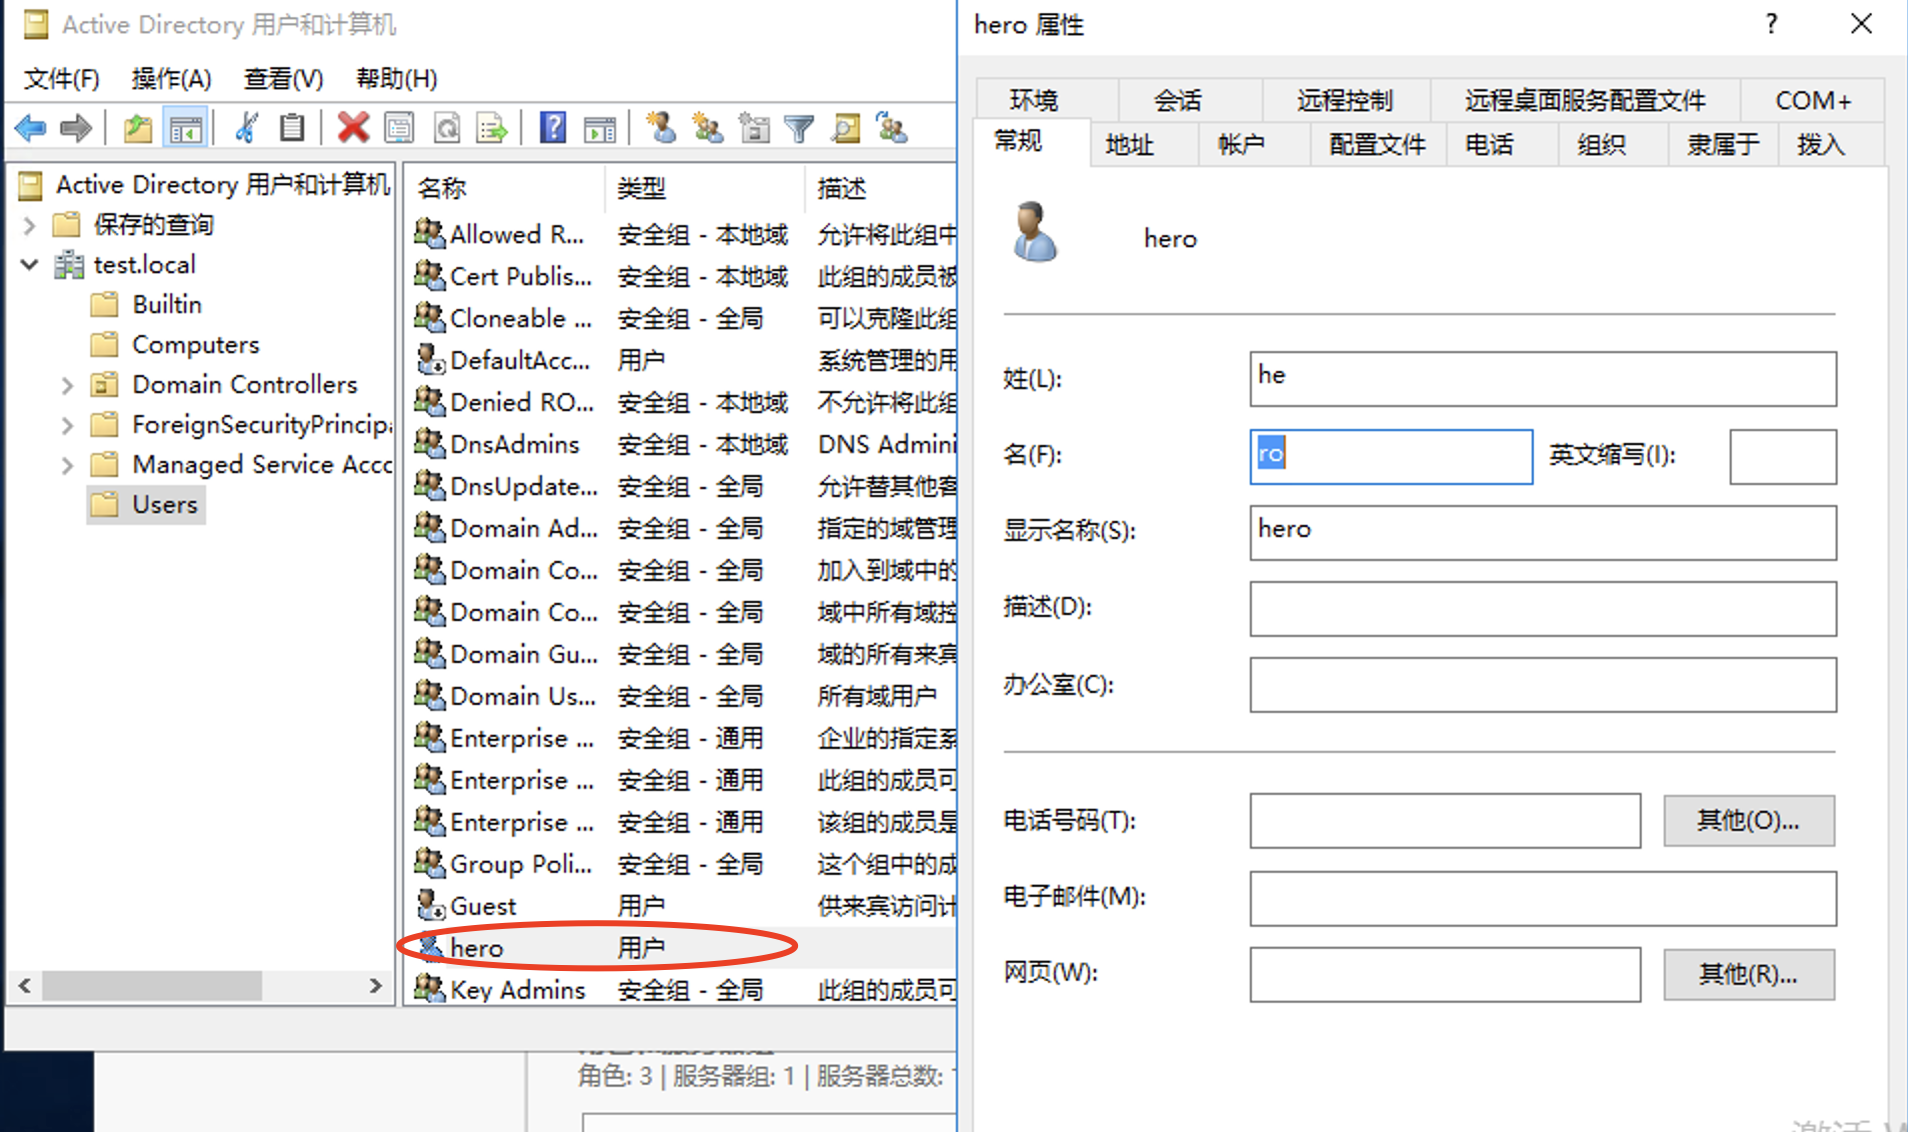 Active Directory 用户和计算机
文件(F) 操作(A) 查看(V) 帮助(H)
Active Directory 用户和计算机
保存的查询
test.local
Builtin
Computers
Domain Controllers
ForeignSecurityPrincip
Managed Service Acc
Users
名称 类型 描述
Allowed R... 安全组 - 本地域 允许将此组中
Cert Publis... 安全组 - 本地域 此组的成员被
Cloneable ... 安全组 - 全局 可以克隆此组
DefaultAcc... 用户 系统管理的用
Denied RO... 安全组 - 本地域 不允许将此组
DnsAdmins 安全组 - 本地域 DNS Admini
DnsUpdate... 安全组 - 全局 允许替其他客
Domain Ad... 安全组 - 全局 指定的域管理
Domain Co... 安全组 - 全局 加入到域中的
Domain Co... 安全组 - 全局 域中所有域控
Domain Gu... 安全组 - 全局 域的所有来宾
Domain Us... 安全组 - 全局 所有域用户
Enterprise ... 安全组 - 通用 企业的指定系
Enterprise ... 安全组 - 通用 此组的成员可
Enterprise ... 安全组 - 通用 该组的成员是
Group Poli... 安全组 - 全局 这个组中的成
Guest 用户 供来宾访问计
hero 用户
Key Admins 安全组 - 全局 此组的成员可
角色: 3 | 服务器组: 1 | 服务器总数:
hero 属性
环境 会话 远程控制 远程桌面服务配置文件 COM+
常规 地址 帐户 配置文件 电话 组织 隶属于 拨入
hero
姓(L): he
名(F): ro 英文缩写(I):
显示名称(S): hero
描述(D):
办公室(C):
电话号码(T): 其他(O)...
电子邮件(M):
网页(W): 其他(R)...